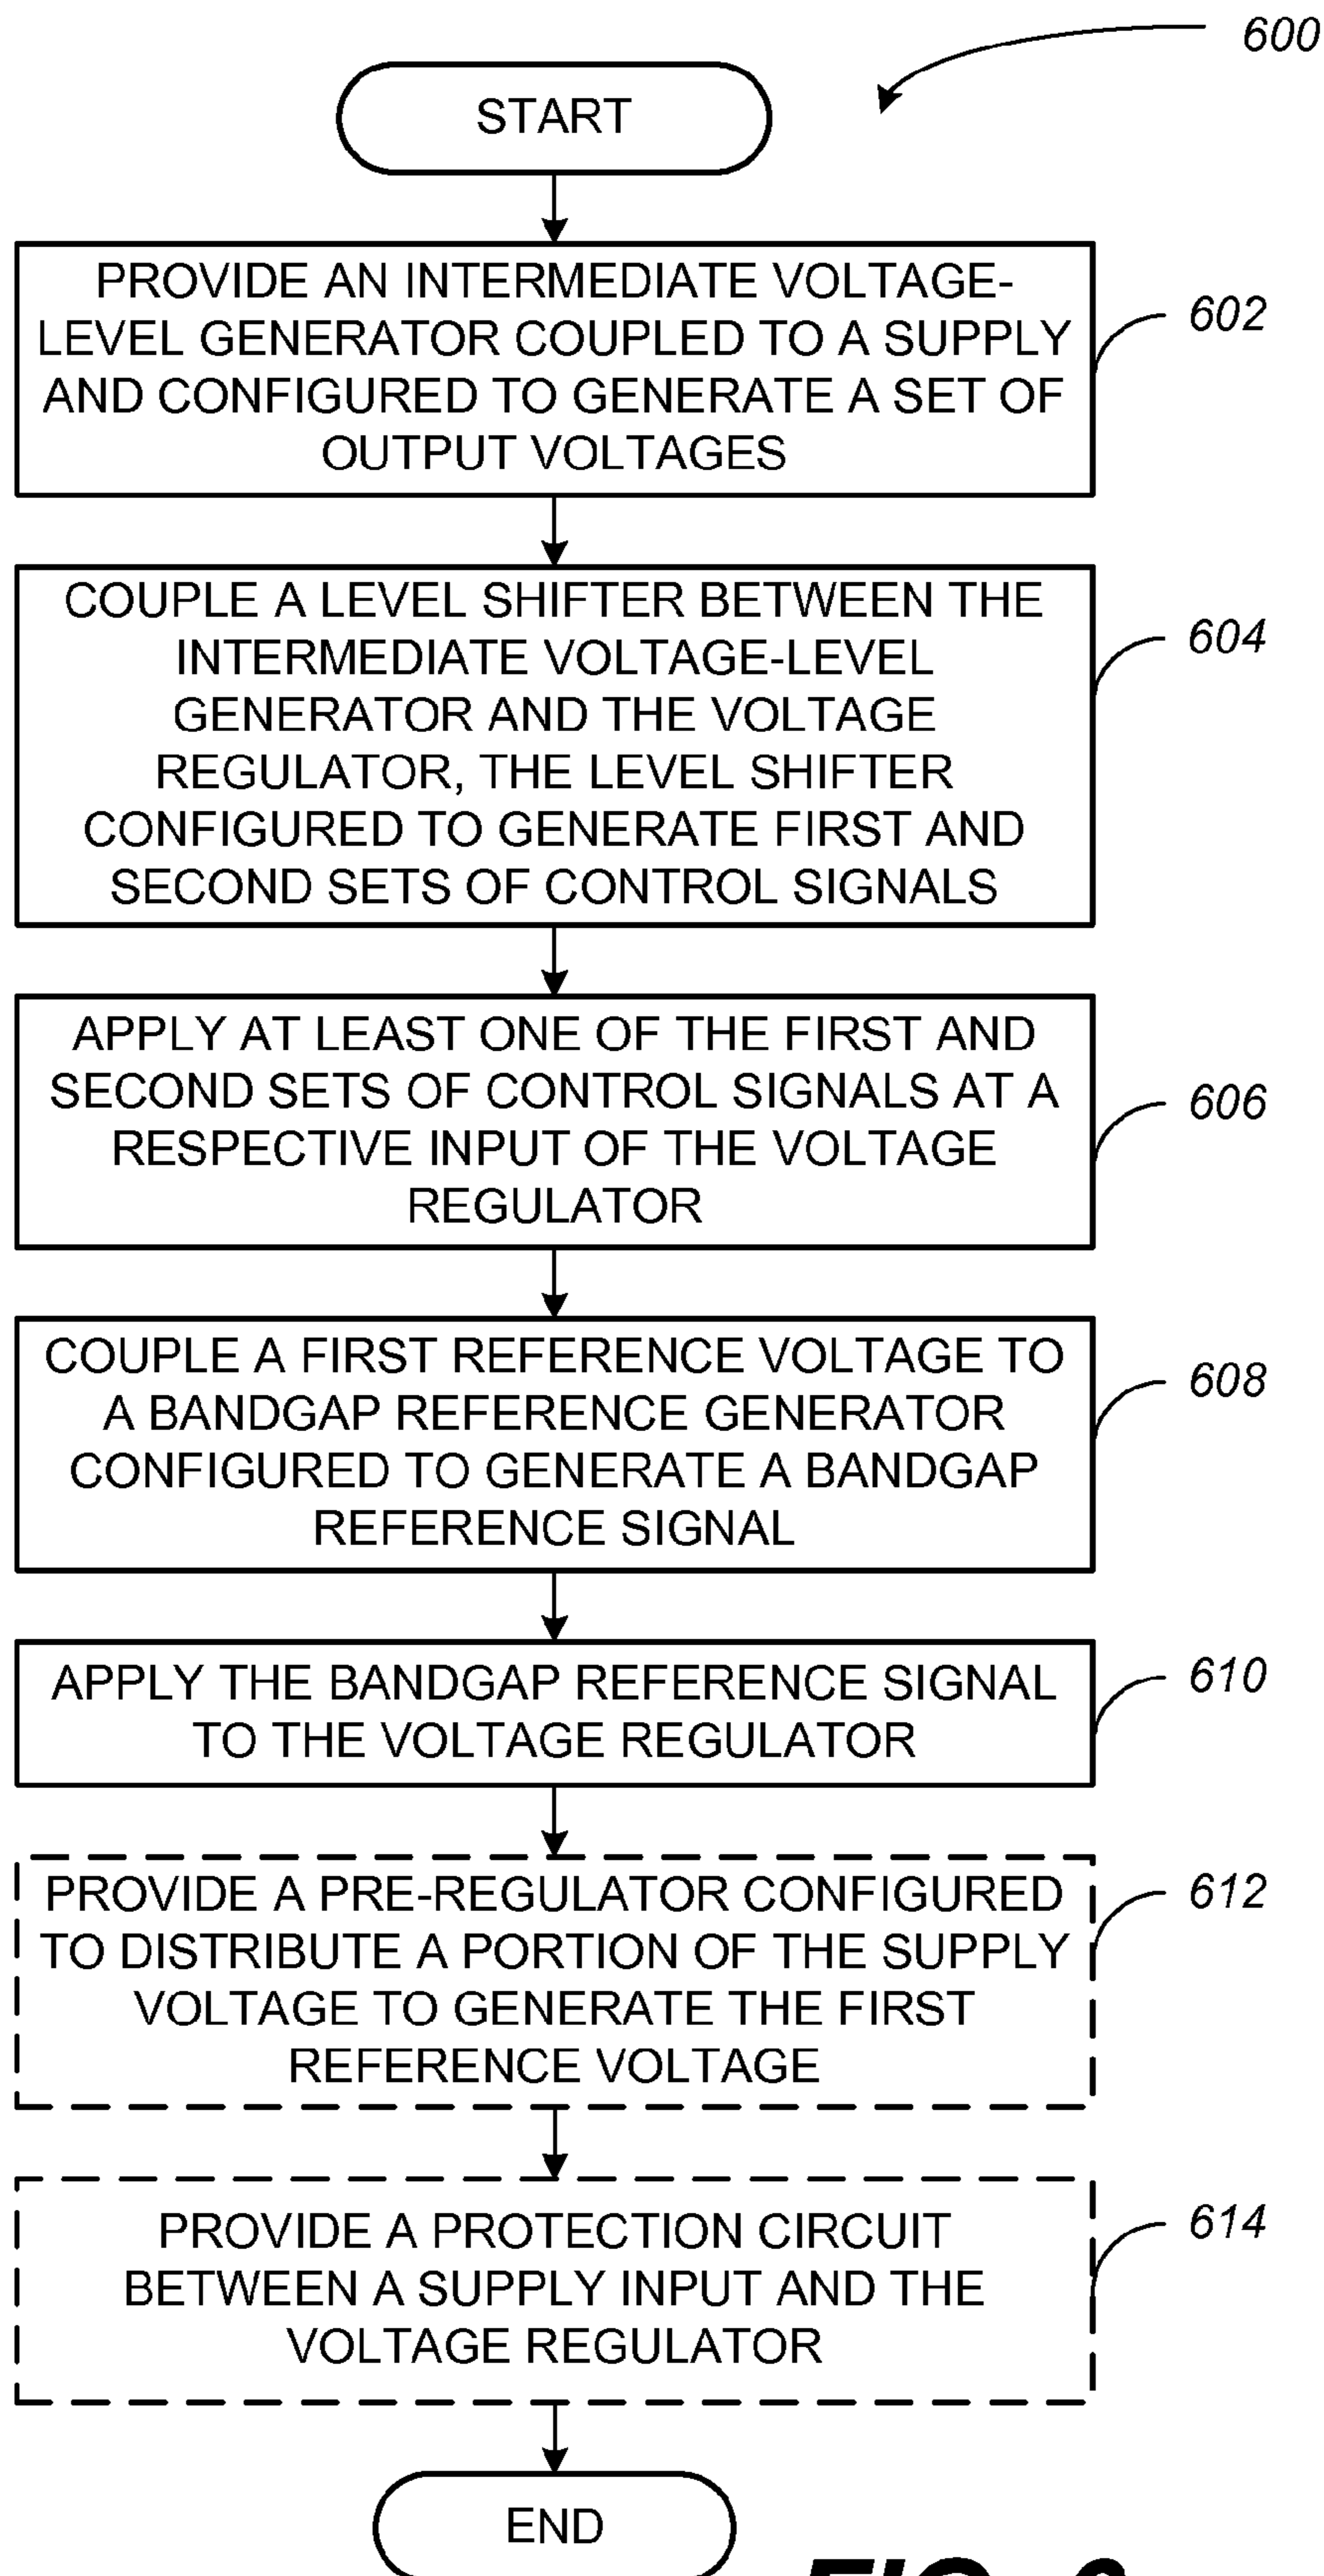 600
START
PROVIDE AN INTERMEDIATE VOLTAGE-
LEVEL GENERATOR COUPLED TO A SUPPLY
AND CONFIGURED TO GENERATE A SET OF
OUTPUT VOLTAGES
602
COUPLE A LEVEL SHIFTER BETWEEN THE
INTERMEDIATE VOLTAGE-LEVEL
GENERATOR AND THE VOLTAGE
REGULATOR, THE LEVEL SHIFTER
CONFIGURED TO GENERATE FIRST AND
SECOND SETS OF CONTROL SIGNALS
604
APPLY AT LEAST ONE OF THE FIRST AND
SECOND SETS OF CONTROL SIGNALS AT A
RESPECTIVE INPUT OF THE VOLTAGE
REGULATOR
606
COUPLE A FIRST REFERENCE VOLTAGE TO
A BANDGAP REFERENCE GENERATOR
CONFIGURED TO GENERATE A BANDGAP
REFERENCE SIGNAL
608
APPLY THE BANDGAP REFERENCE SIGNAL
TO THE VOLTAGE REGULATOR
610
PROVIDE A PRE-REGULATOR CONFIGURED
TO DISTRIBUTE A PORTION OF THE SUPPLY
VOLTAGE TO GENERATE THE FIRST
REFERENCE VOLTAGE
612
PROVIDE A PROTECTION CIRCUIT
BETWEEN A SUPPLY INPUT AND THE
VOLTAGE REGULATOR
614
END
FIG.